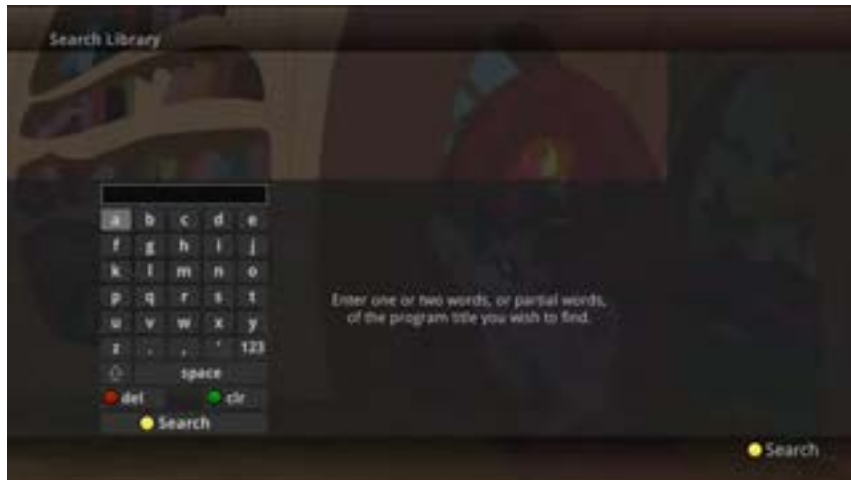 Search Library
a b c d e
f g h i j
k l m n o
p q r s t
u v w x y
z . , ' 123
space
del clr
Search
Enter one or two words, or partial words,
of the program title you wish to find.
Search